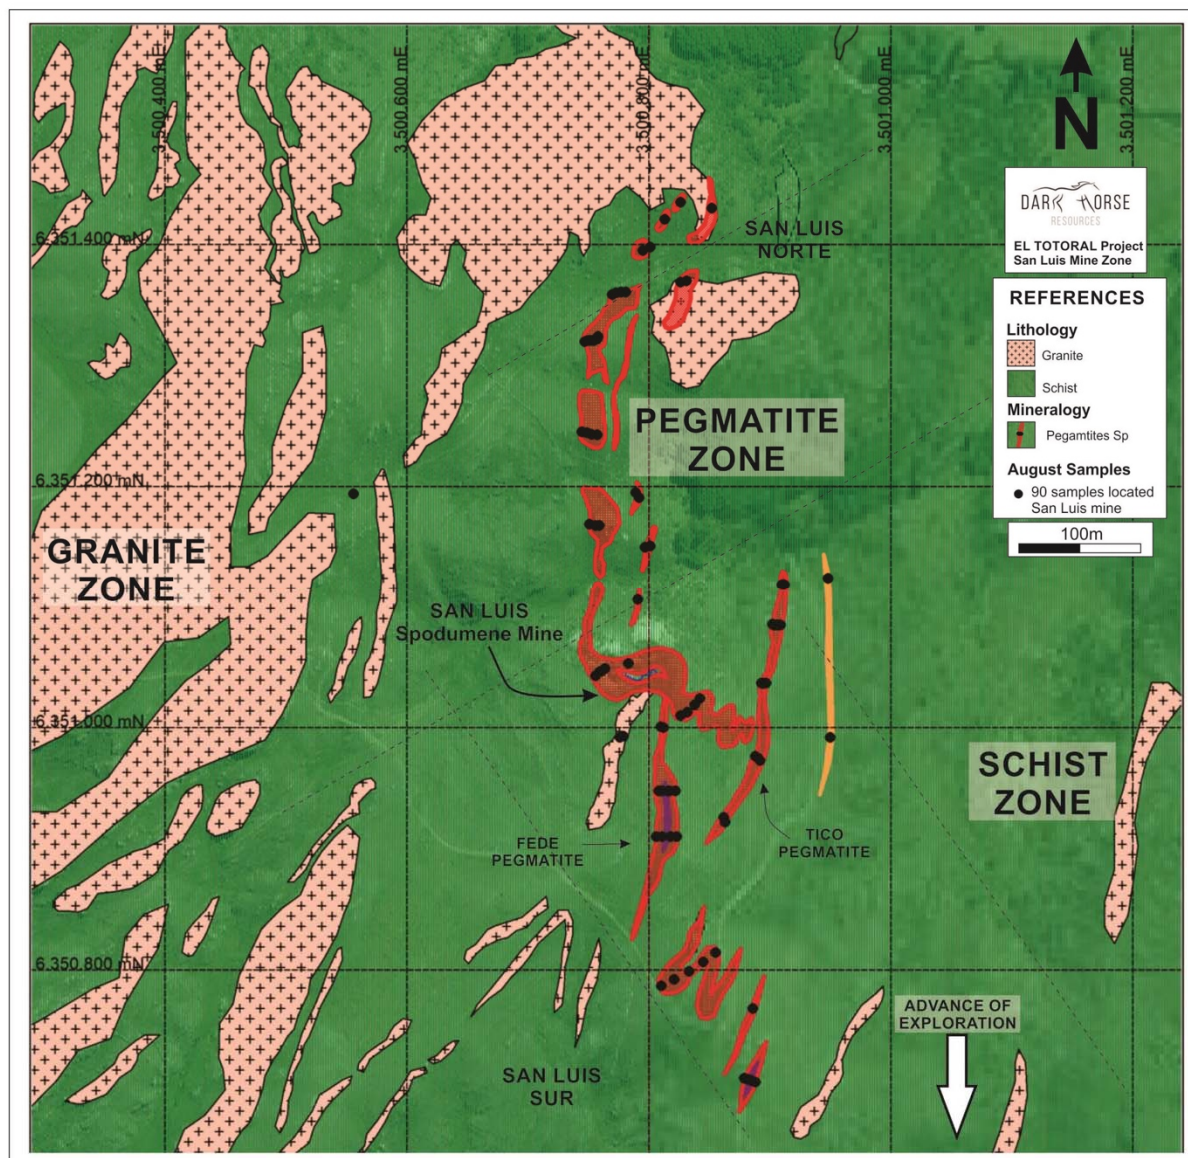 3.500.400 mE
3.500.600 mE
3.500.800 mE
3.501.000 mE
3.501.200 mE
N
DARK HORSE
RESOURCES
EL TOTORAL Project
San Luis Mine Zone
REFERENCES
Lithology
Granite
Schist
Mineralogy
Pegamtites Sp
August Samples
90 samples located
San Luis mine
100m
6.351.400 mN
SAN LUIS
NORTE
PEGMATITE
ZONE
6.351.200 mN
GRANITE
ZONE
SAN LUIS
Spodumene Mine
6.351.000 mN
SCHIST
ZONE
FEDE
PEGMATITE
TICO
PEGMATITE
6.350.800 mN
ADVANCE OF
EXPLORATION
SAN LUIS
SUR